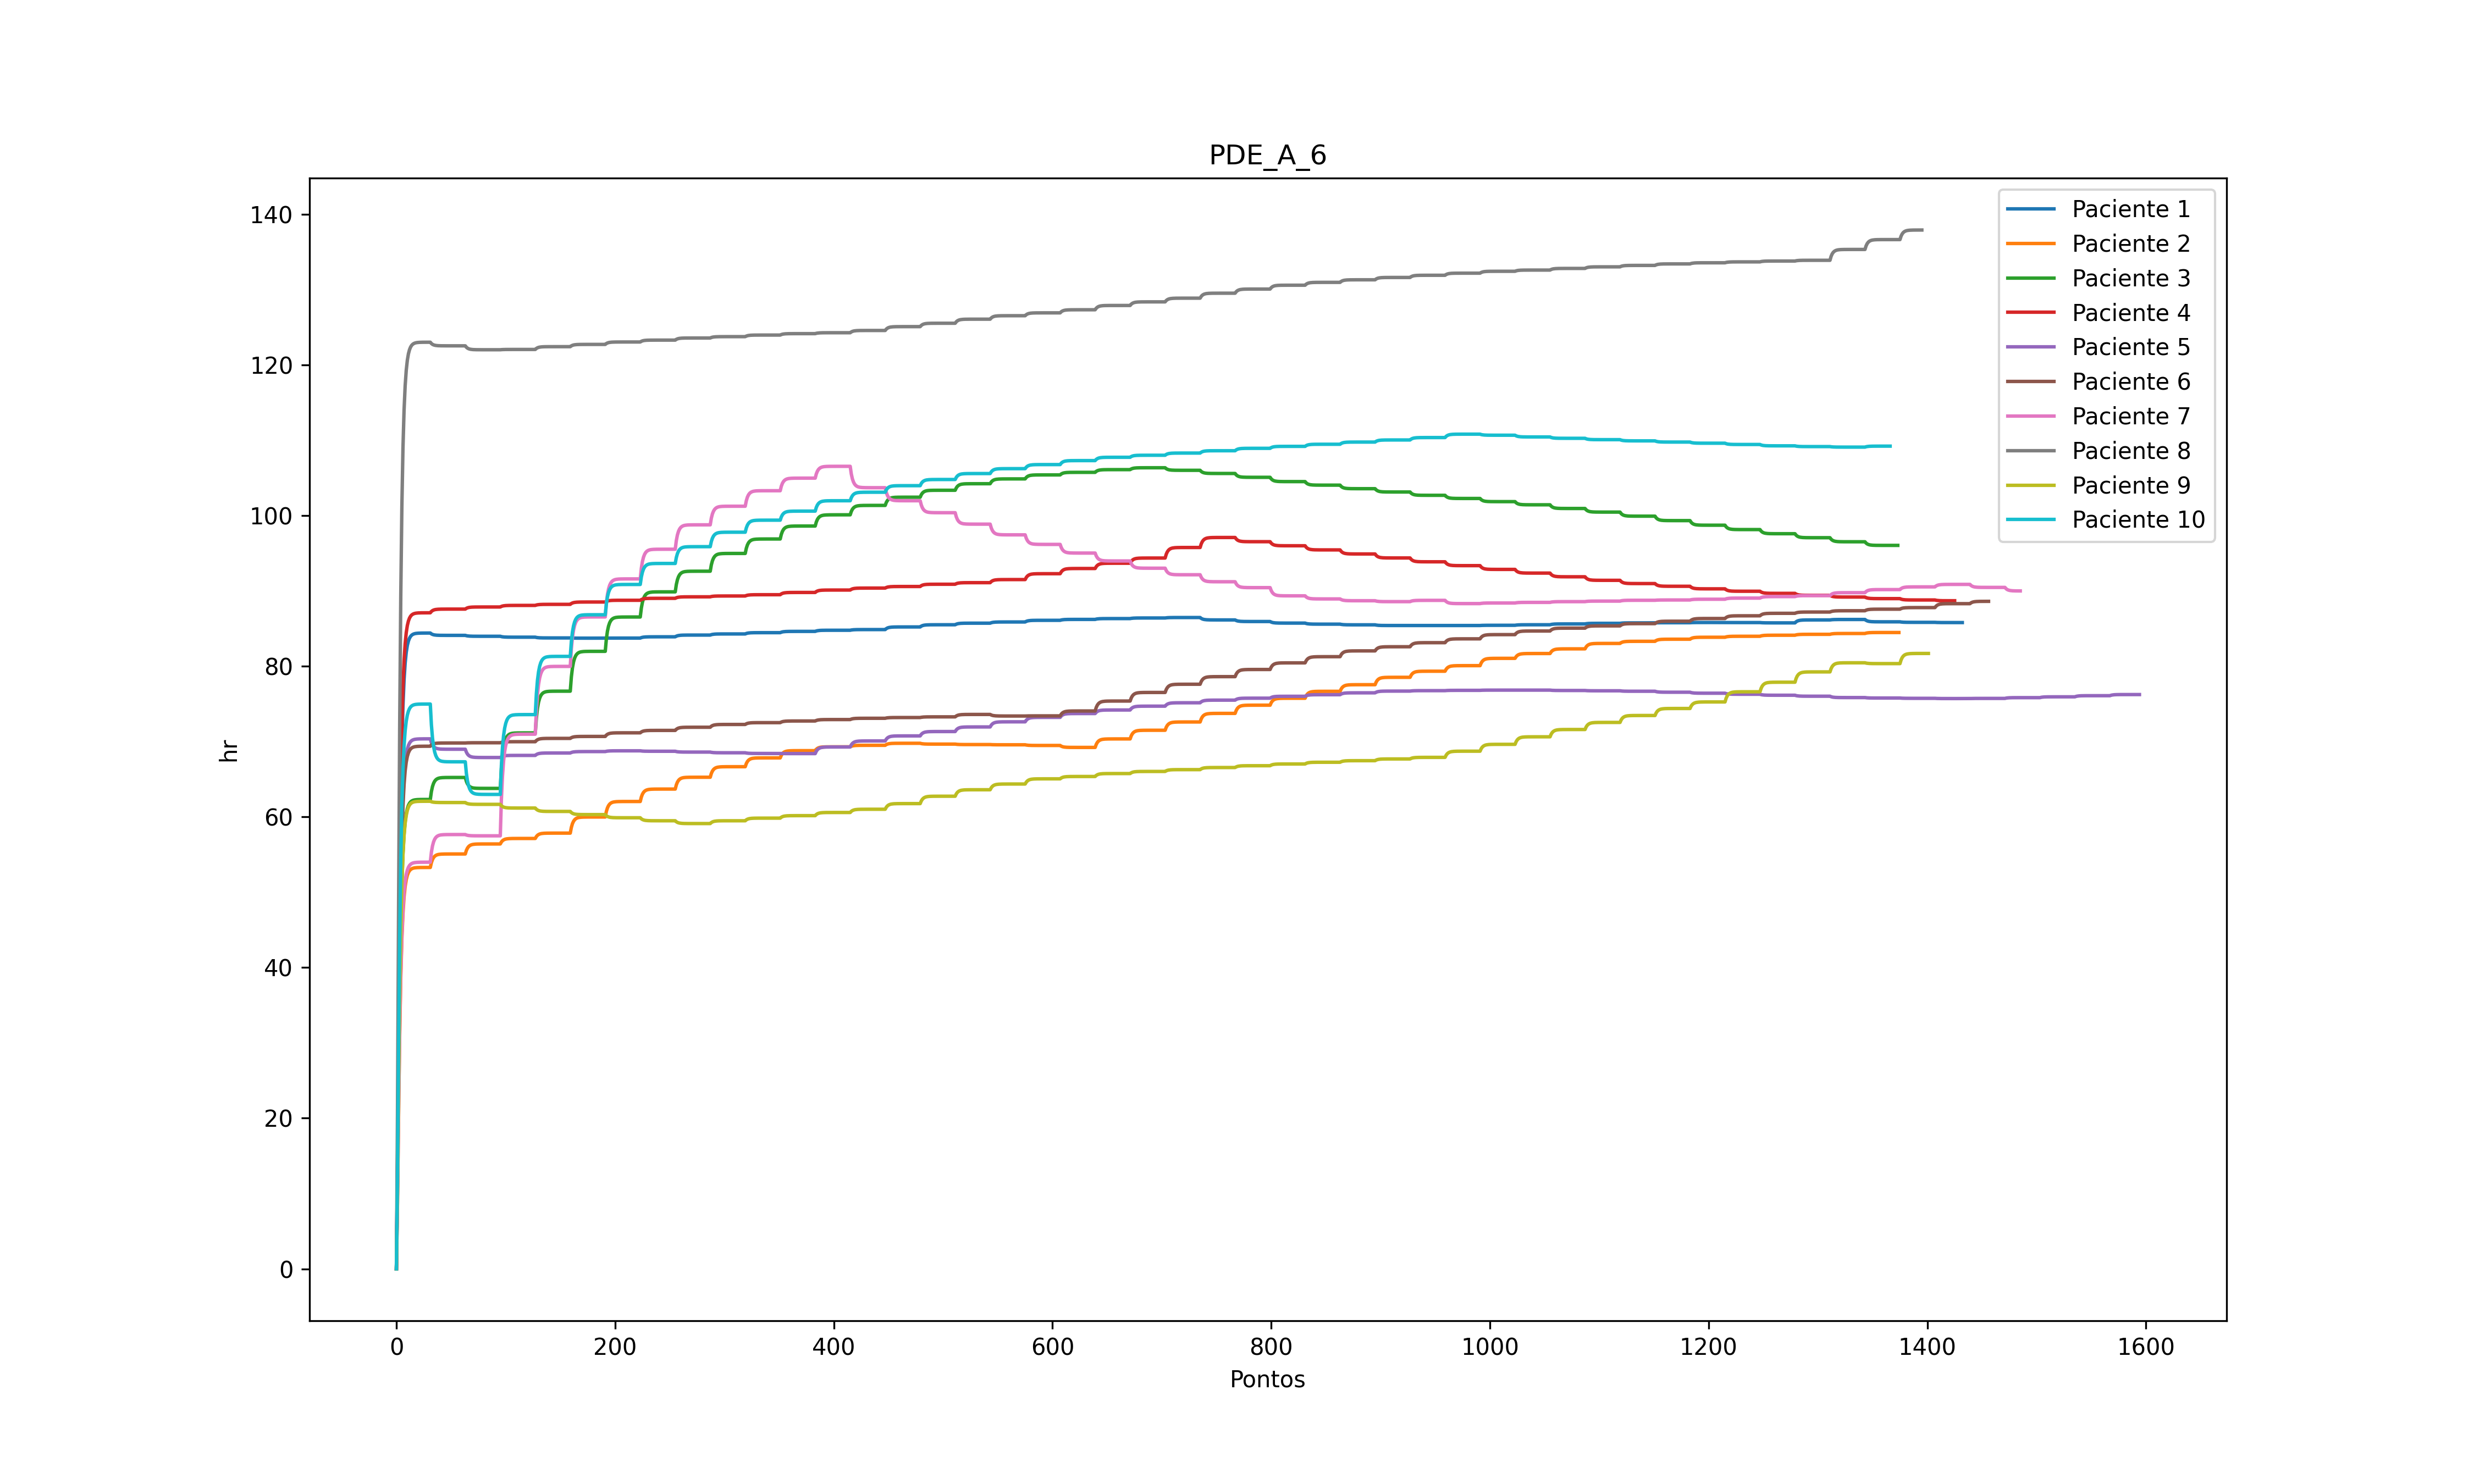 PDE_A_6
hr
140
120
100
80
60
40
20
0
0 200 400 600 800 1000 1200 1400 1600
Pontos
Paciente 1
Paciente 2
Paciente 3
Paciente 4
Paciente 5
Paciente 6
Paciente 7
Paciente 8
Paciente 9
Paciente 10